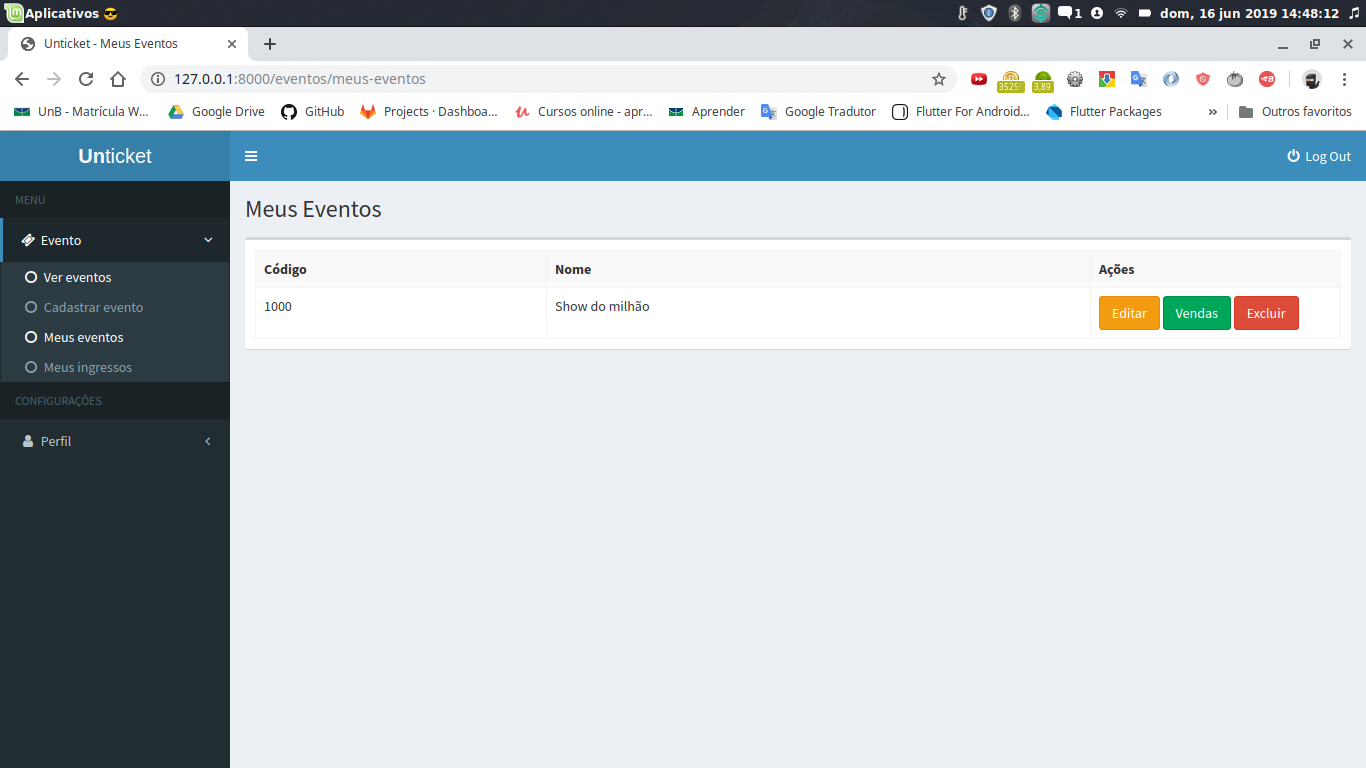 Aplicativos 😎 1 dom, 16 jun 2019 14:48:12
Unticket - Meus Eventos
127.0.0.1:8000/eventos/meus-eventos
3525 3,89
UnB - Matrícula W... Google Drive GitHub Projects · Dashboa... Cursos online - apr... Aprender Google Tradutor Flutter For Android... Flutter Packages » Outros favoritos
Unticket Log Out
MENU
Evento
Ver eventos
Cadastrar evento
Meus eventos
Meus ingressos
CONFIGURAÇÕES
Perfil
Meus Eventos
Código Nome Ações
1000 Show do milhão Editar Vendas Excluir